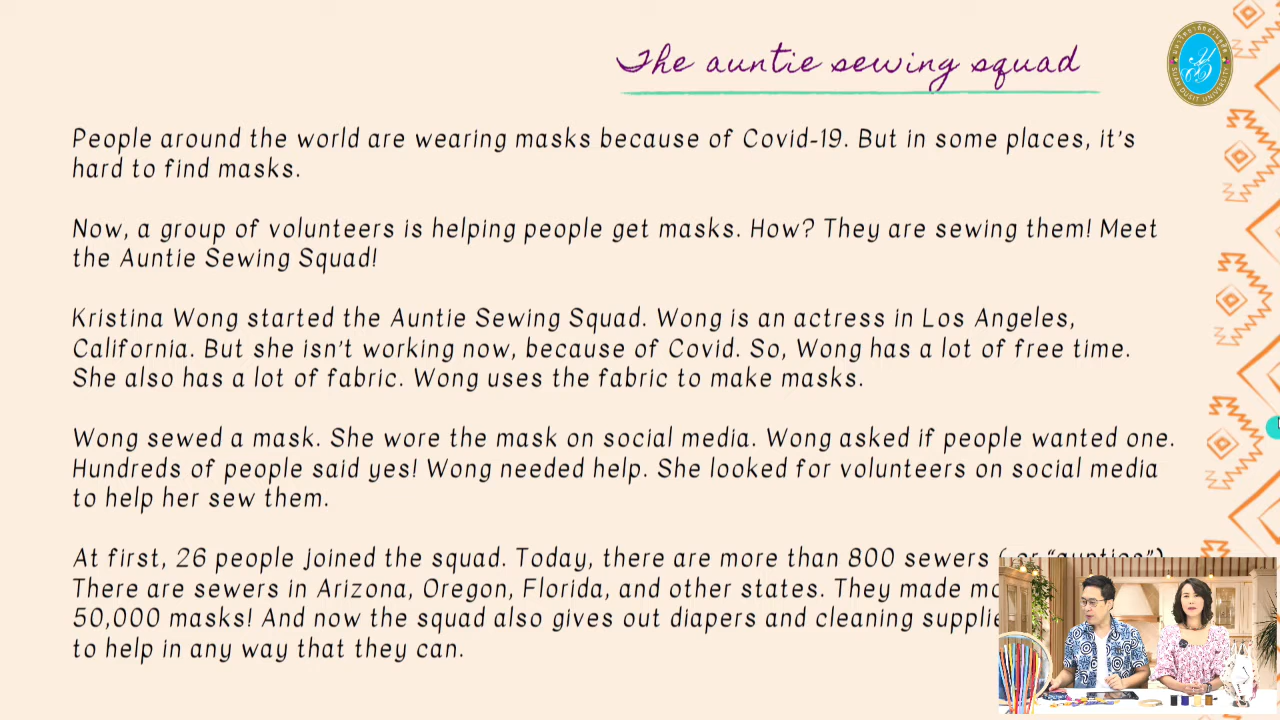 The auntie sewing squad
SUAN DUSIT UNIVERSITY
People around the world are wearing masks because of Covid-19. But in some places, it's
hard to find masks.
Now, a group of volunteers is helping people get masks. How? They are sewing them! Meet
the Auntie Sewing Squad!
Kristina Wong started the Auntie Sewing Squad. Wong is an actress in Los Angeles,
California. But she isn't working now, because of Covid. So, Wong has a lot of free time.
She also has a lot of fabric. Wong uses the fabric to make masks.
Wong sewed a mask. She wore the mask on social media. Wong asked if people wanted one.
Hundreds of people said yes! Wong needed help. She looked for volunteers on social media
to help her sew them.
At first, 26 people joined the squad. Today, there are more than 800 sewers ( or "aunties")
There are sewers in Arizona, Oregon, Florida, and other states. They made
50,000 masks! And now the squad also gives out diapers and cleaning
to help in any way that they can.